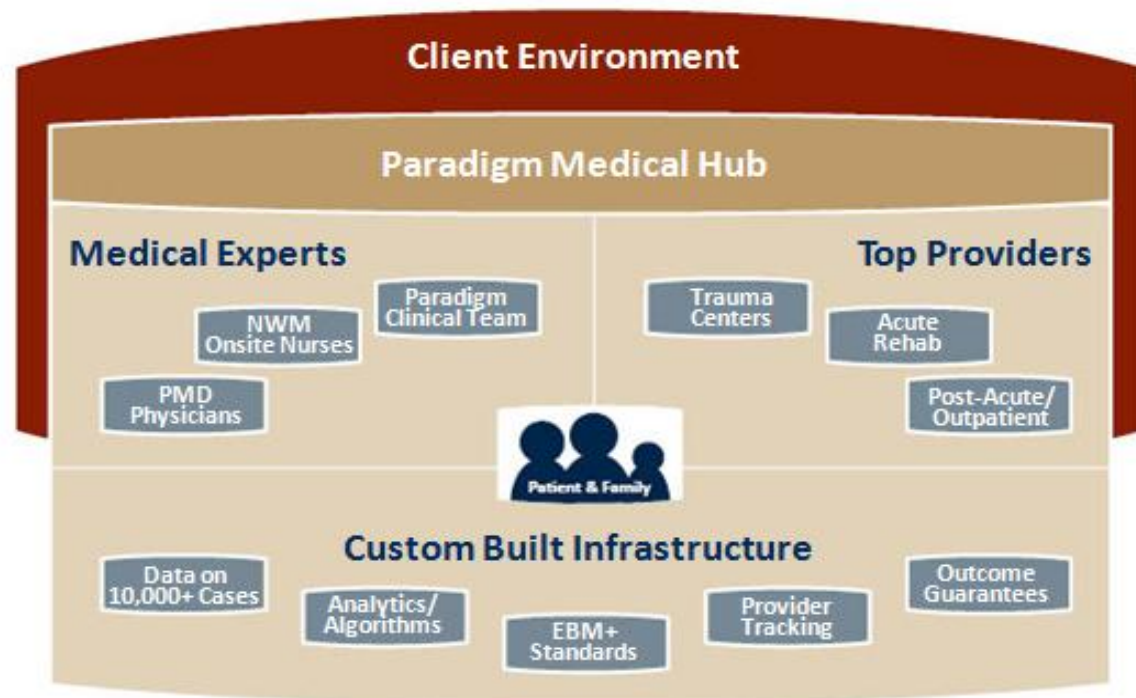 Client Environment
Paradigm Medical Hub
Medical Experts
Paradigm
Clinical Team
NWM
Onsite Nurses
PMD
Physicians
Top Providers
Trauma
Centers
Acute
Rehab
Post-Acute/
Outpatient
Patient & Family
Custom Built Infrastructure
Data on
10,000+ Cases
Analytics/
Algorithms
EBM+
Standards
Provider
Tracking
Outcome
Guarantees